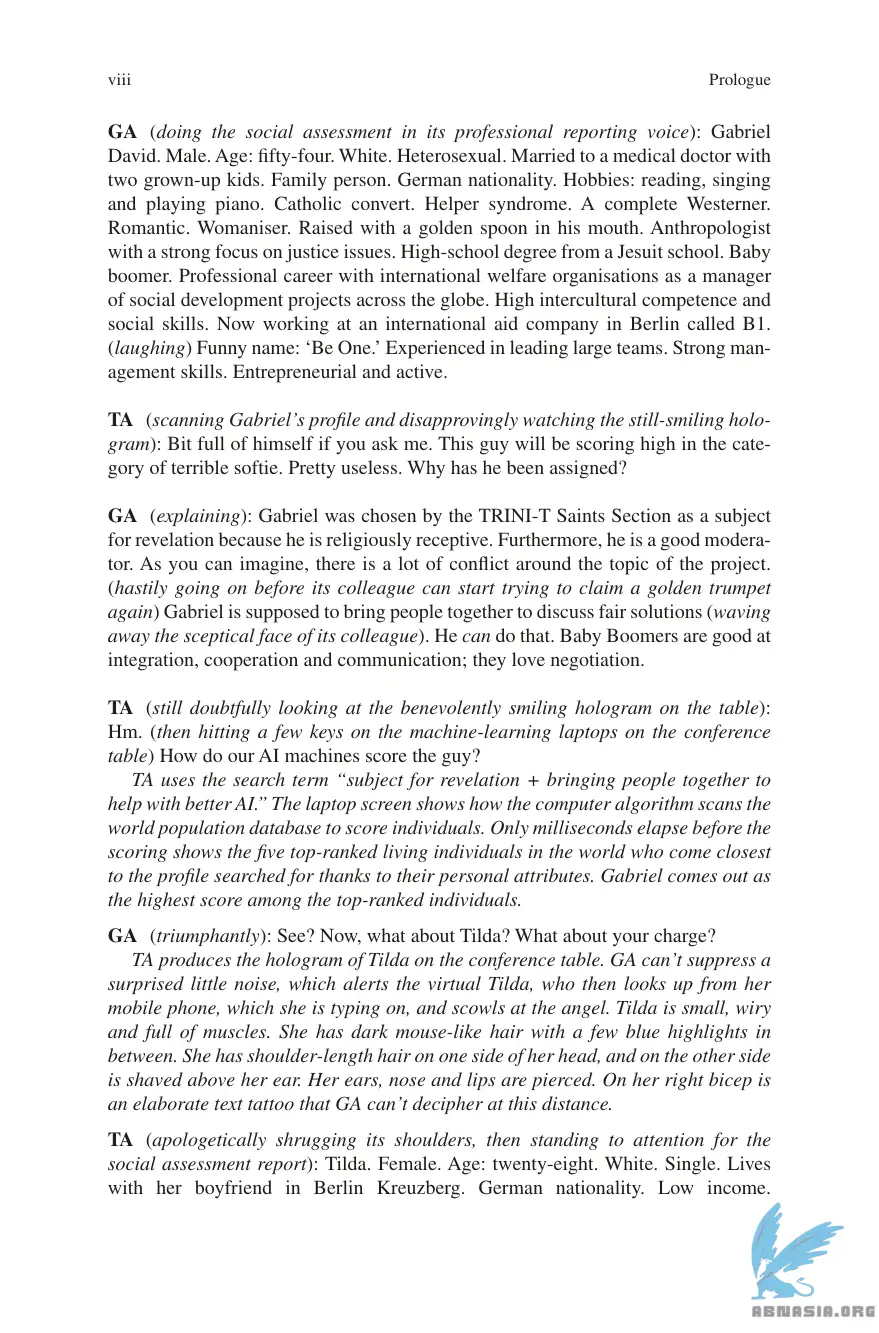 viii
Prologue
GA (doing the social assessment in its professional reporting voice): Gabriel
David. Male. Age: fifty-four. White. Heterosexual. Married to a medical doctor with
two grown-up kids. Family person. German nationality. Hobbies: reading, singing
and playing piano. Catholic convert. Helper syndrome. A complete Westerner.
Romantic. Womaniser. Raised with a golden spoon in his mouth. Anthropologist
with a strong focus on justice issues. High-school degree from a Jesuit school. Baby
boomer. Professional career with international welfare organisations as a manager
of social development projects across the globe. High intercultural competence and
social skills. Now working at an international aid company in Berlin called B1.
(laughing) Funny name: ‘Be One.’ Experienced in leading large teams. Strong man-
agement skills. Entrepreneurial and active.
TA (scanning Gabriel’s profile and disapprovingly watching the still-smiling holo-
gram): Bit full of himself if you ask me. This guy will be scoring high in the cate-
gory of terrible softie. Pretty useless. Why has he been assigned?
GA (explaining): Gabriel was chosen by the TRINI-T Saints Section as a subject
for revelation because he is religiously receptive. Furthermore, he is a good modera-
tor. As you can imagine, there is a lot of conflict around the topic of the project.
(hastily going on before its colleague can start trying to claim a golden trumpet
again) Gabriel is supposed to bring people together to discuss fair solutions (waving
away the sceptical face of its colleague). He can do that. Baby Boomers are good at
integration, cooperation and communication; they love negotiation.
TA (still doubtfully looking at the benevolently smiling hologram on the table):
Hm. (then hitting a few keys on the machine-learning laptops on the conference
table) How do our AI machines score the guy?
TA uses the search term “subject for revelation + bringing people together to
help with better AI.” The laptop screen shows how the computer algorithm scans the
world population database to score individuals. Only milliseconds elapse before the
scoring shows the five top-ranked living individuals in the world who come closest
to the profile searched for thanks to their personal attributes. Gabriel comes out as
the highest score among the top-ranked individuals.
GA (triumphantly): See? Now, what about Tilda? What about your charge?
TA produces the hologram of Tilda on the conference table. GA can’t suppress a
surprised little noise, which alerts the virtual Tilda, who then looks up from her
mobile phone, which she is typing on, and scowls at the angel. Tilda is small, wiry
and full of muscles. She has dark mouse-like hair with a few blue highlights in
between. She has shoulder-length hair on one side of her head, and on the other side
is shaved above her ear. Her ears, nose and lips are pierced. On her right bicep is
an elaborate text tattoo that GA can’t decipher at this distance.
TA (apologetically shrugging its shoulders, then standing to attention for the
social assessment report): Tilda. Female. Age: twenty-eight. White. Single. Lives
with her boyfriend in Berlin Kreuzberg. German nationality. Low income.
ABNASIA.ORG